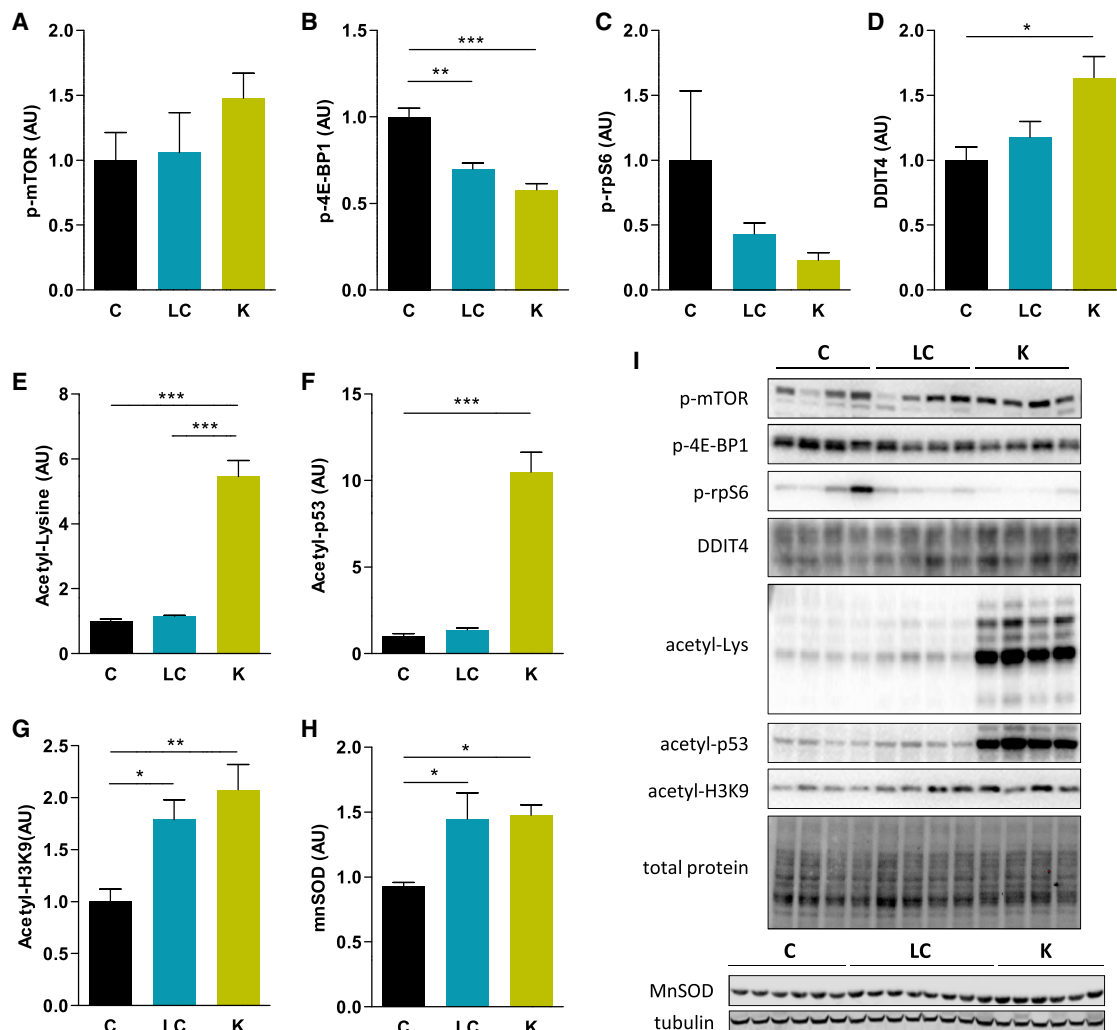 A
p-mTOR (AU)
2.0
1.5
1.0
0.5
0.0
C LC K
B
p-4E-BP1 (AU)
1.5
1.0
0.5
0.0
***
**
C LC K
C
p-rpS6 (AU)
2.0
1.5
1.0
0.5
0.0
C LC K
D
DDIT4 (AU)
2.0
1.5
1.0
0.5
0.0
*
C LC K
E
Acetyl-Lysine (AU)
8
6
4
2
0
***
***
C LC K
F
Acetyl-p53 (AU)
15
10
5
0
***
C LC K
G
Acetyl-H3K9(AU)
2.5
2.0
1.5
1.0
0.5
0.0
**
*
C LC K
H
mnSOD (AU)
2.0
1.5
1.0
0.5
0.0
*
*
C LC K
I
C LC K
p-mTOR
p-4E-BP1
p-rpS6
DDIT4
acetyl-Lys
acetyl-p53
acetyl-H3K9
total protein
C LC K
MnSOD
tubulin